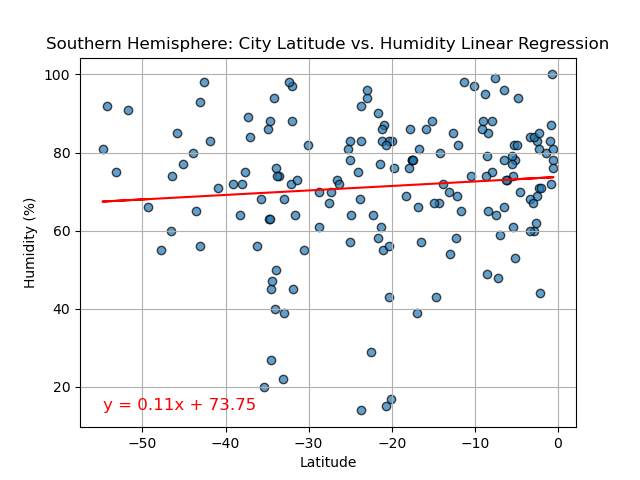 Southern Hemisphere: City Latitude vs. Humidity Linear Regression
100
80
60
40
20
Humidity (%)
y = 0.11x + 73.75
−50
−40
−30
−20
−10
0
Latitude